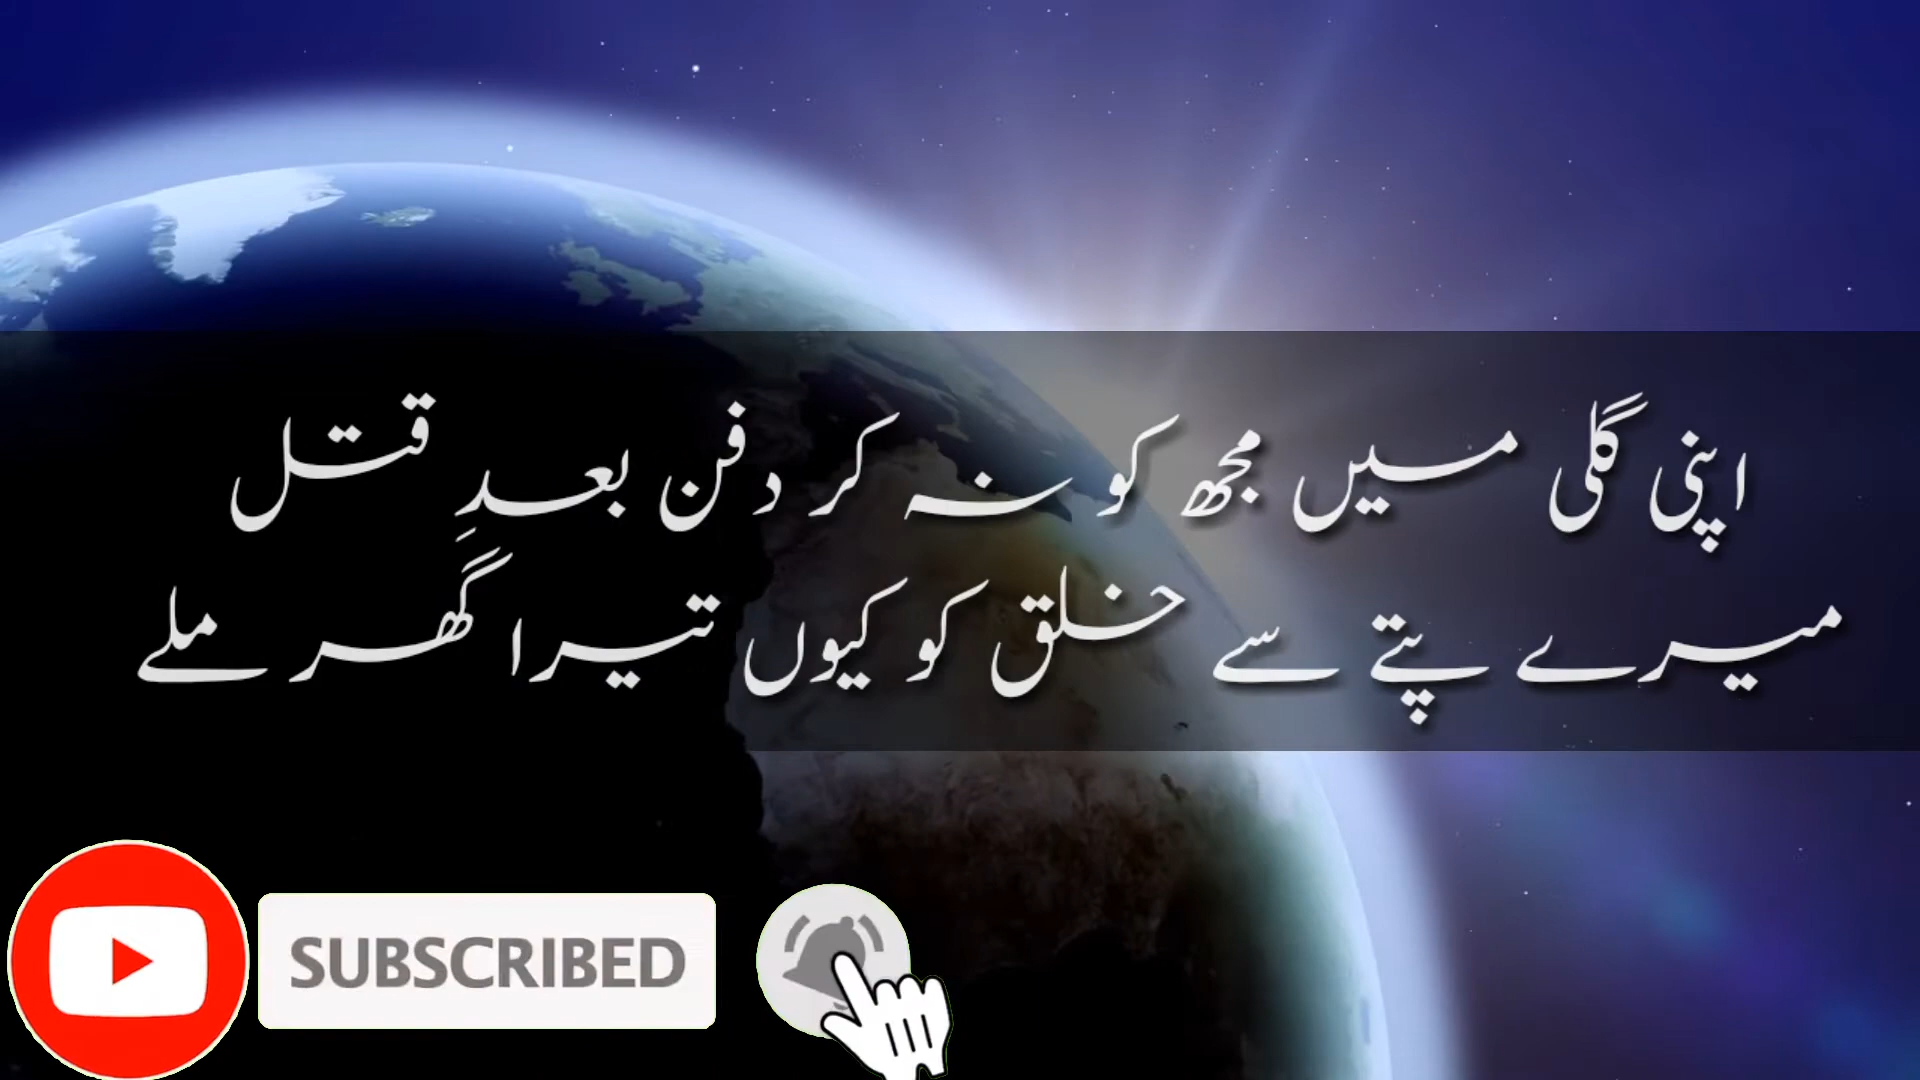 اپنی گلی میں مجھ کو نہ کر دفن بعدِ قتل
میرے پتے سے خلق کو کیوں تیرا گھر ملے
SUBSCRIBED